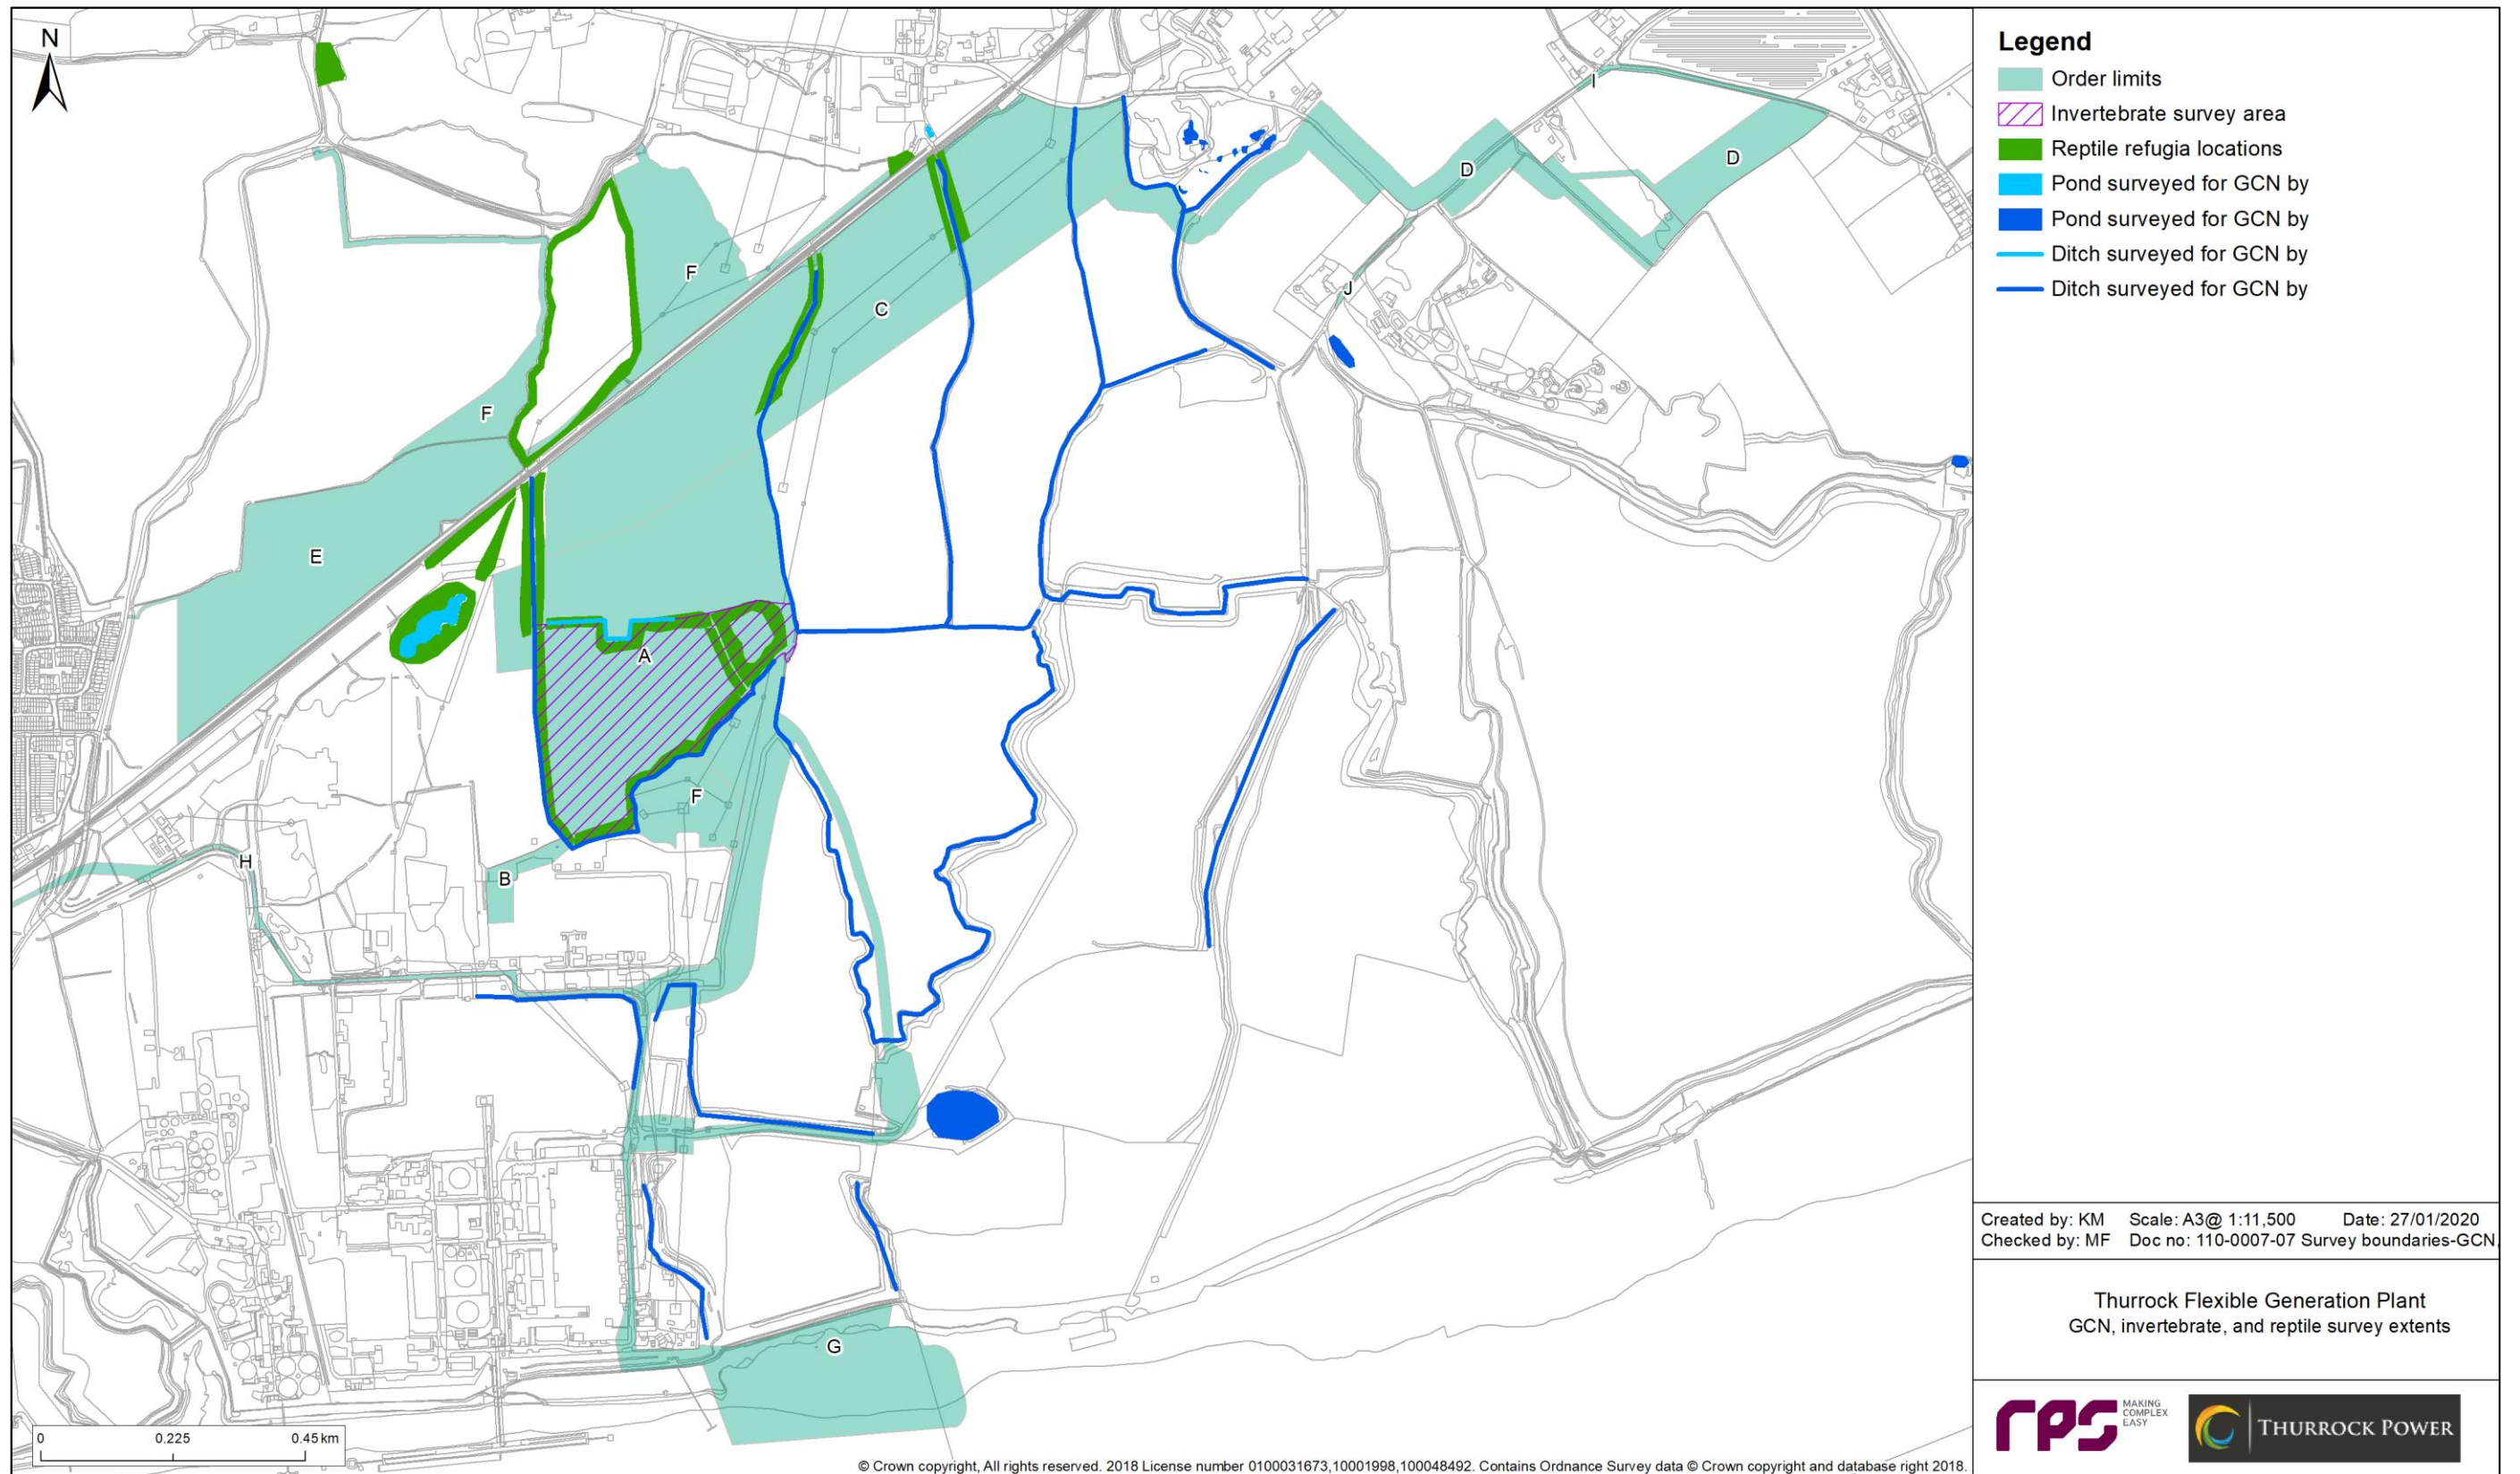 N
I
D
D
F
C
J
F
E
A
F
H
B
G
0 0.225 0.45 km
© Crown copyright, All rights reserved. 2018 License number 0100031673,10001998,100048492. Contains Ordnance Survey data © Crown copyright and database right 2018.
Legend
Order limits
Invertebrate survey area
Reptile refugia locations
Pond surveyed for GCN by
Pond surveyed for GCN by
Ditch surveyed for GCN by
Ditch surveyed for GCN by
Created by: KM Scale: A3@ 1:11,500 Date: 27/01/2020
Checked by: MF Doc no: 110-0007-07 Survey boundaries-GCN,
Thurrock Flexible Generation Plant
GCN, invertebrate, and reptile survey extents
rps MAKING
COMPLEX
EASY
THURROCK POWER